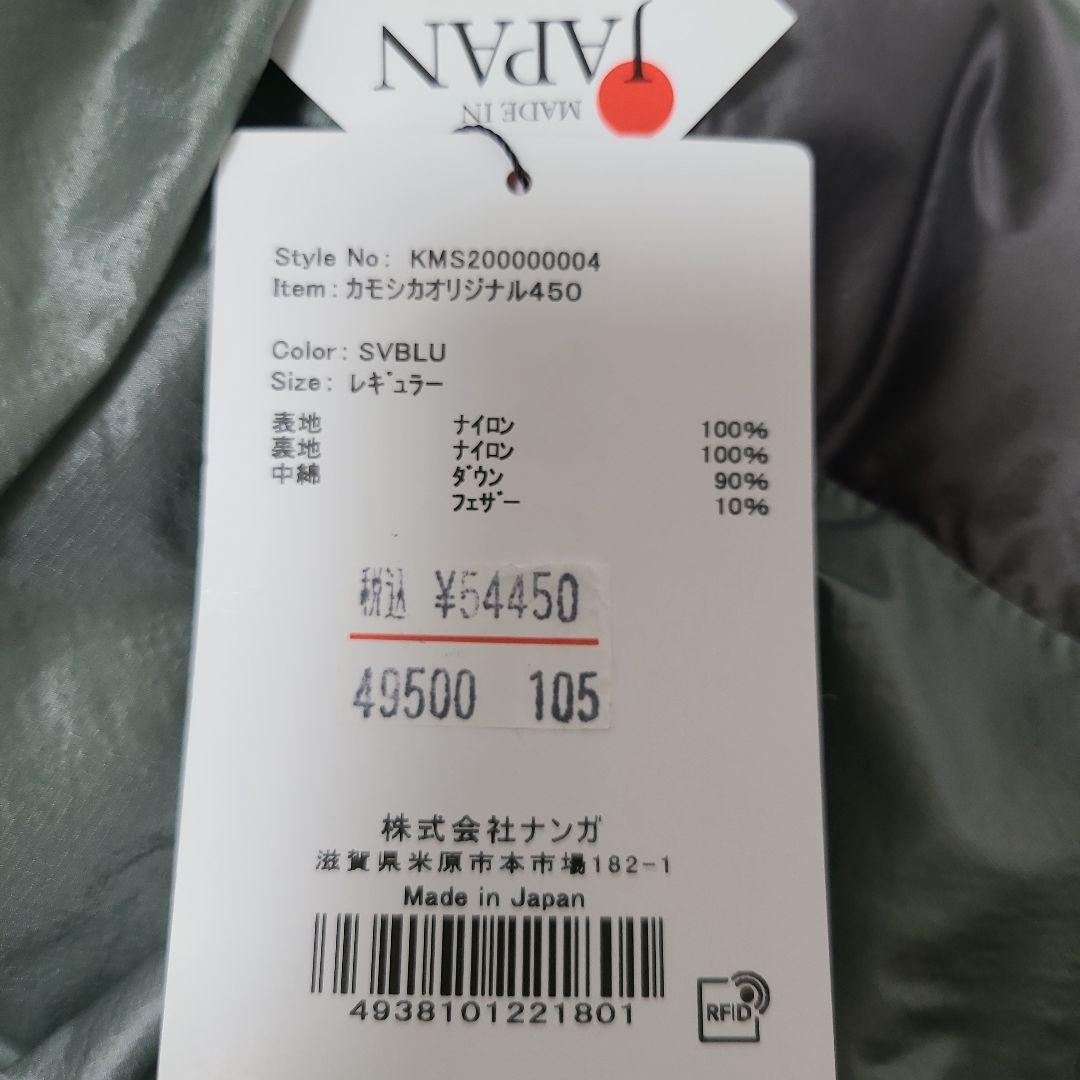 MADE IN
JAPAN
Style No: KMS200000004
Item:カモシカオリジナル450
Color: SVBLU
Size: レギュラー
表地 ナイロン 100%
裏地 ナイロン 100%
中綿 ダウン 90%
フェザー 10%
税込 ¥54450
49500 105
株式会社ナンガ
滋賀県米原市本市場182-1
Made in Japan
4938101221801
RFID